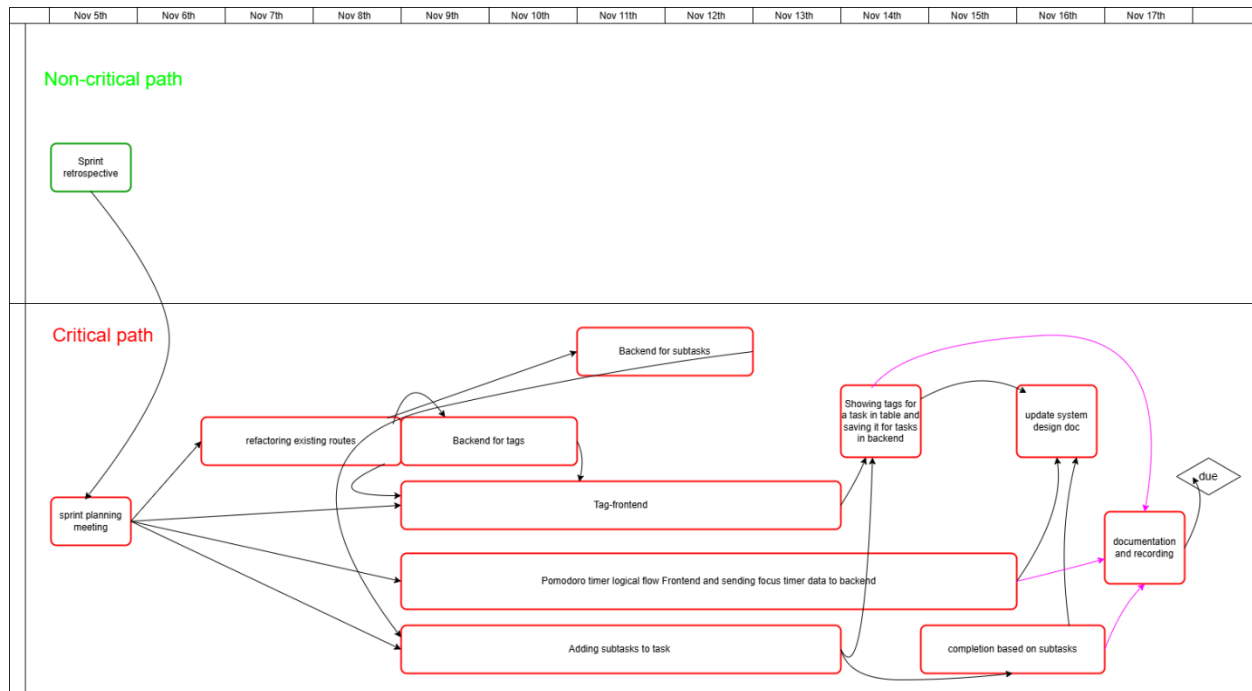 Nov 5th
Nov 6th
Nov 7th
Nov 8th
Nov 9th
Nov 10th
Nov 11th
Nov 12th
Nov 13th
Nov 14th
Nov 15th
Nov 16th
Nov 17th
Non-critical path
Sprint
retrospective
Critical path
Backend for subtasks
Showing tags for
a task in table and
saving it for tasks
in backend
update system
design doc
refactoring existing routes
Backend for tags
due
sprint planning
meeting
Tag-frontend
documentation
and recording
Pomodoro timer logical flow Frontend and sending focus timer data to backend
Adding subtasks to task
completion based on subtasks